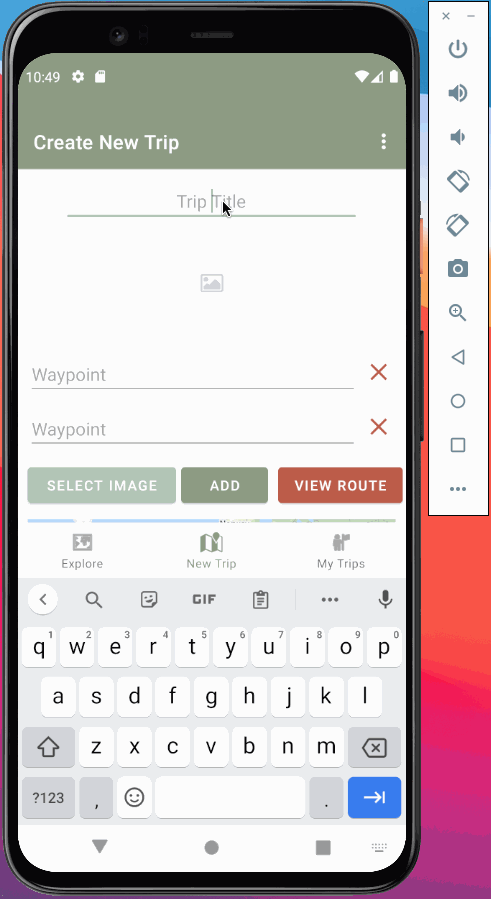 10:49
Create New Trip
Trip Title
Waypoint
Waypoint
SELECT IMAGE ADD VIEW ROUTE
Explore New Trip My Trips
GIF
q1 w2 e3 r4 t5 y6 u7 i8 o9 p0
a s d f g h j k l
z x c v b n m
?123 , .